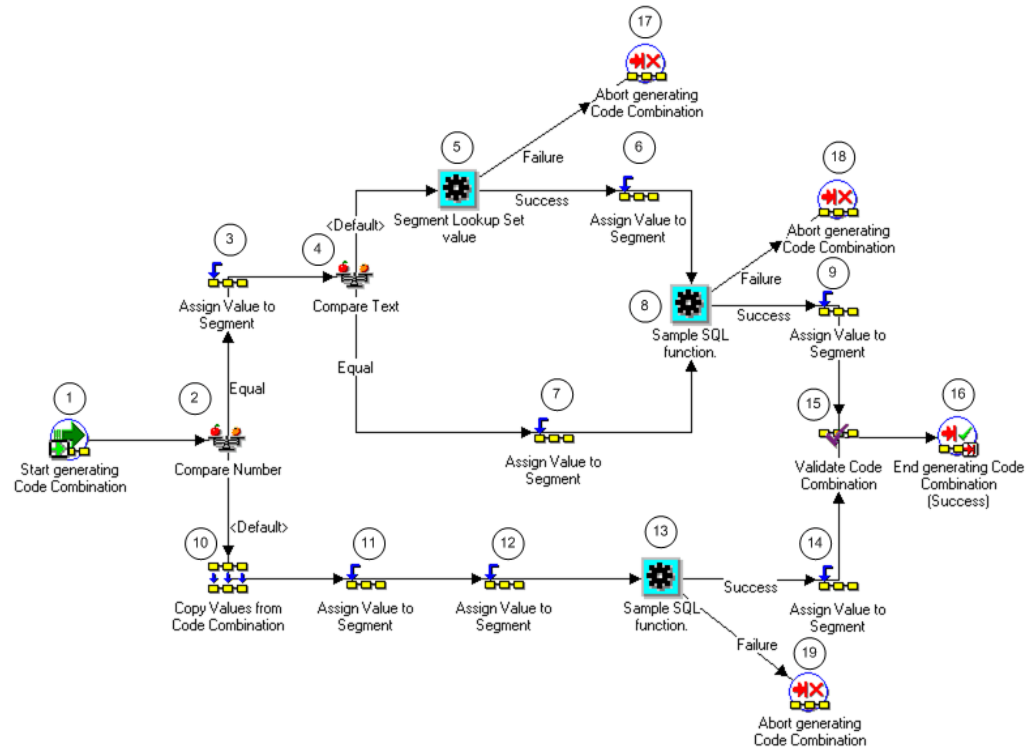 17
Abort generating
Code Combination
5
Failure
6
18
Success
<Default>
Segment Lookup Set
value
Assign Value to
Segment
Abort generating
Code Combination
3
4
Failure
9
Assign Value to
Segment
Compare Text
8
Success
Sample SQL
function.
Assign Value to
Segment
Equal
Equal
7
1
2
15
16
Start generating
Code Combination
Compare Number
Assign Value to
Segment
Validate Code
Combination
End generating Code
Combination
(Success)
<Default>
10
11
12
13
14
Success
Copy Values from
Code Combination
Assign Value to
Segment
Assign Value to
Segment
Sample SQL
function.
Assign Value to
Segment
Failure
19
Abort generating
Code Combination